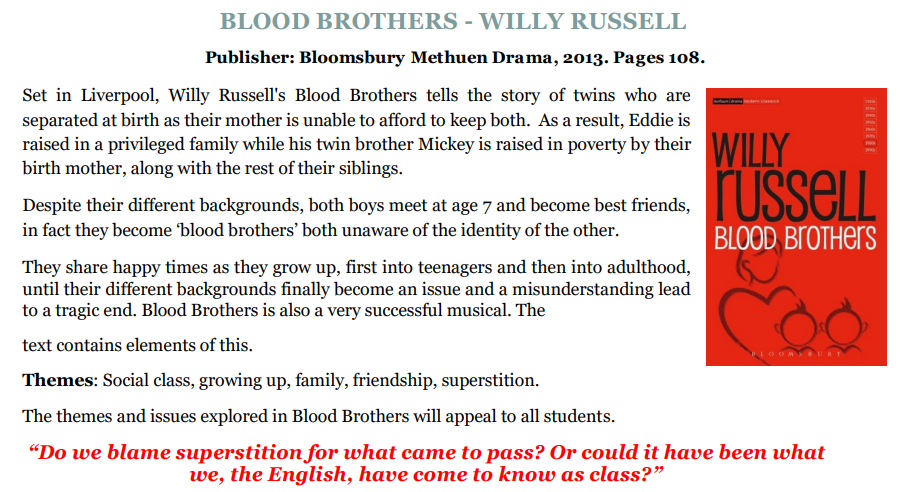 BLOOD BROTHERS - WILLY RUSSELL
Publisher: Bloomsbury Methuen Drama, 2013. Pages 108.
Set in Liverpool, Willy Russell's Blood Brothers tells the story of twins who are
separated at birth as their mother is unable to afford to keep both. As a result, Eddie is
raised in a privileged family while his twin brother Mickey is raised in poverty by their
birth mother, along with the rest of their siblings.
Despite their different backgrounds, both boys meet at age 7 and become best friends,
in fact they become ‘blood brothers’ both unaware of the identity of the other.
They share happy times as they grow up, first into teenagers and then into adulthood,
until their different backgrounds finally become an issue and a misunderstanding lead
to a tragic end. Blood Brothers is also a very successful musical. The
text contains elements of this.
Themes: Social class, growing up, family, friendship, superstition.
The themes and issues explored in Blood Brothers will appeal to all students.
“Do we blame superstition for what came to pass? Or could it have been what
we, the English, have come to know as class?”
WILLY
RUSSELL
BLOOD BROTHERS
BLOOMSBURY